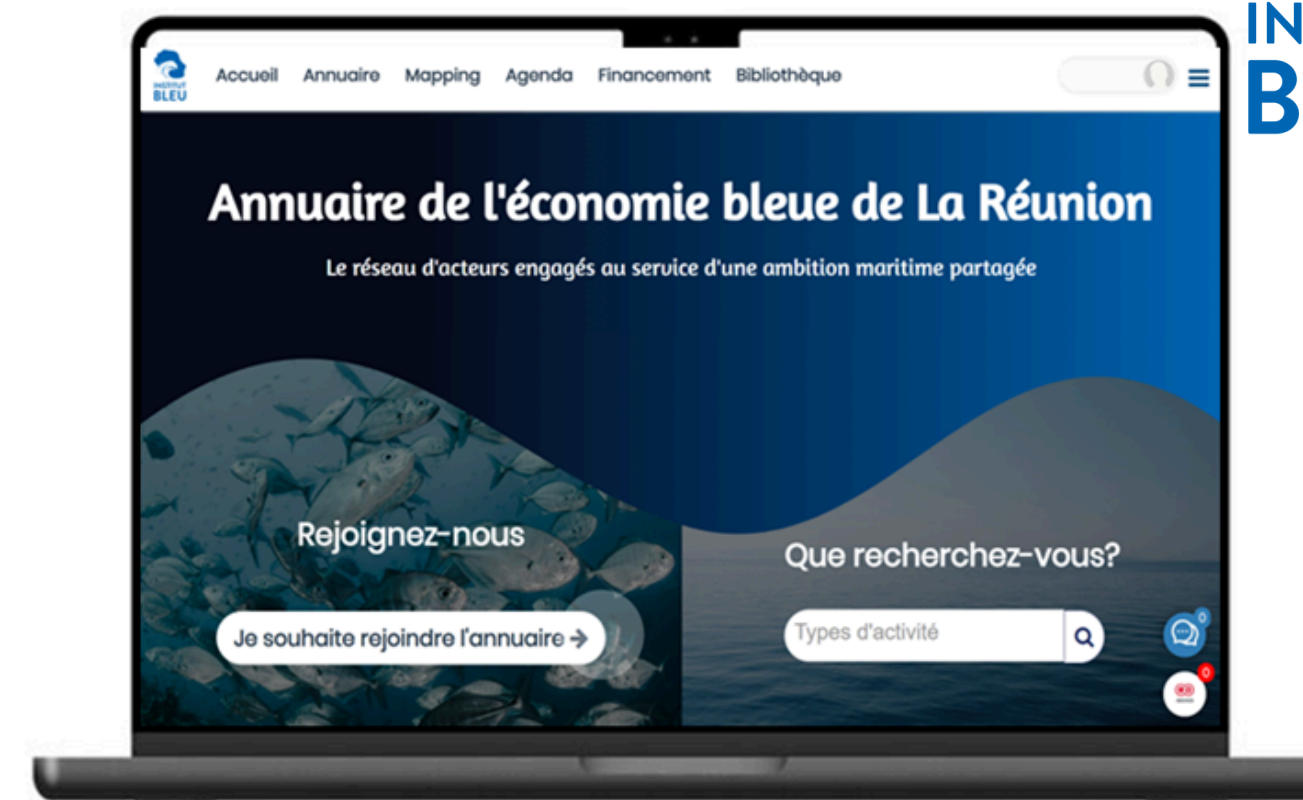 IN
B
INSTITUT
BLEU
Accueil Annuaire Mapping Agenda Financement Bibliothèque
Annuaire de l'économie bleue de La Réunion
Le réseau d'acteurs engagés au service d'une ambition maritime partagée
Rejoignez-nous
Je souhaite rejoindre l'annuaire →
Que recherchez-vous?
Types d'activité
0
0